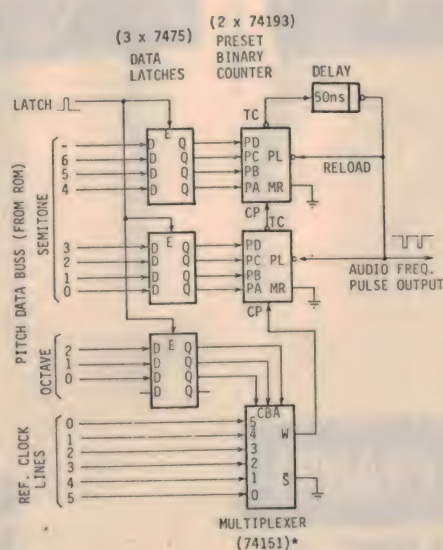 (3 x 7475)
DATA
LATCHES
(2 x 74193)
PRESET
BINARY
COUNTER
DELAY
50ns
LATCH
TC
E
D Q PD
D Q PC PL
D Q PB
D Q PA MR
-
6
5
4
RELOAD
CP TC
E
D Q PD
D Q PC PL
D Q PB
D Q PA MR
3
2
1
0
CP
AUDIO FREQ.
PULSE OUTPUT
PITCH DATA BUSS (FROM ROM)
SEMITONE
OCTAVE
E
D Q
D Q
D Q
D Q
2
1
0
REF. CLOCK
LINES
0
1
2
3
4
5
CBA
5
4 W
3
2
1 S
0
MULTIPLEXER
(74151)*